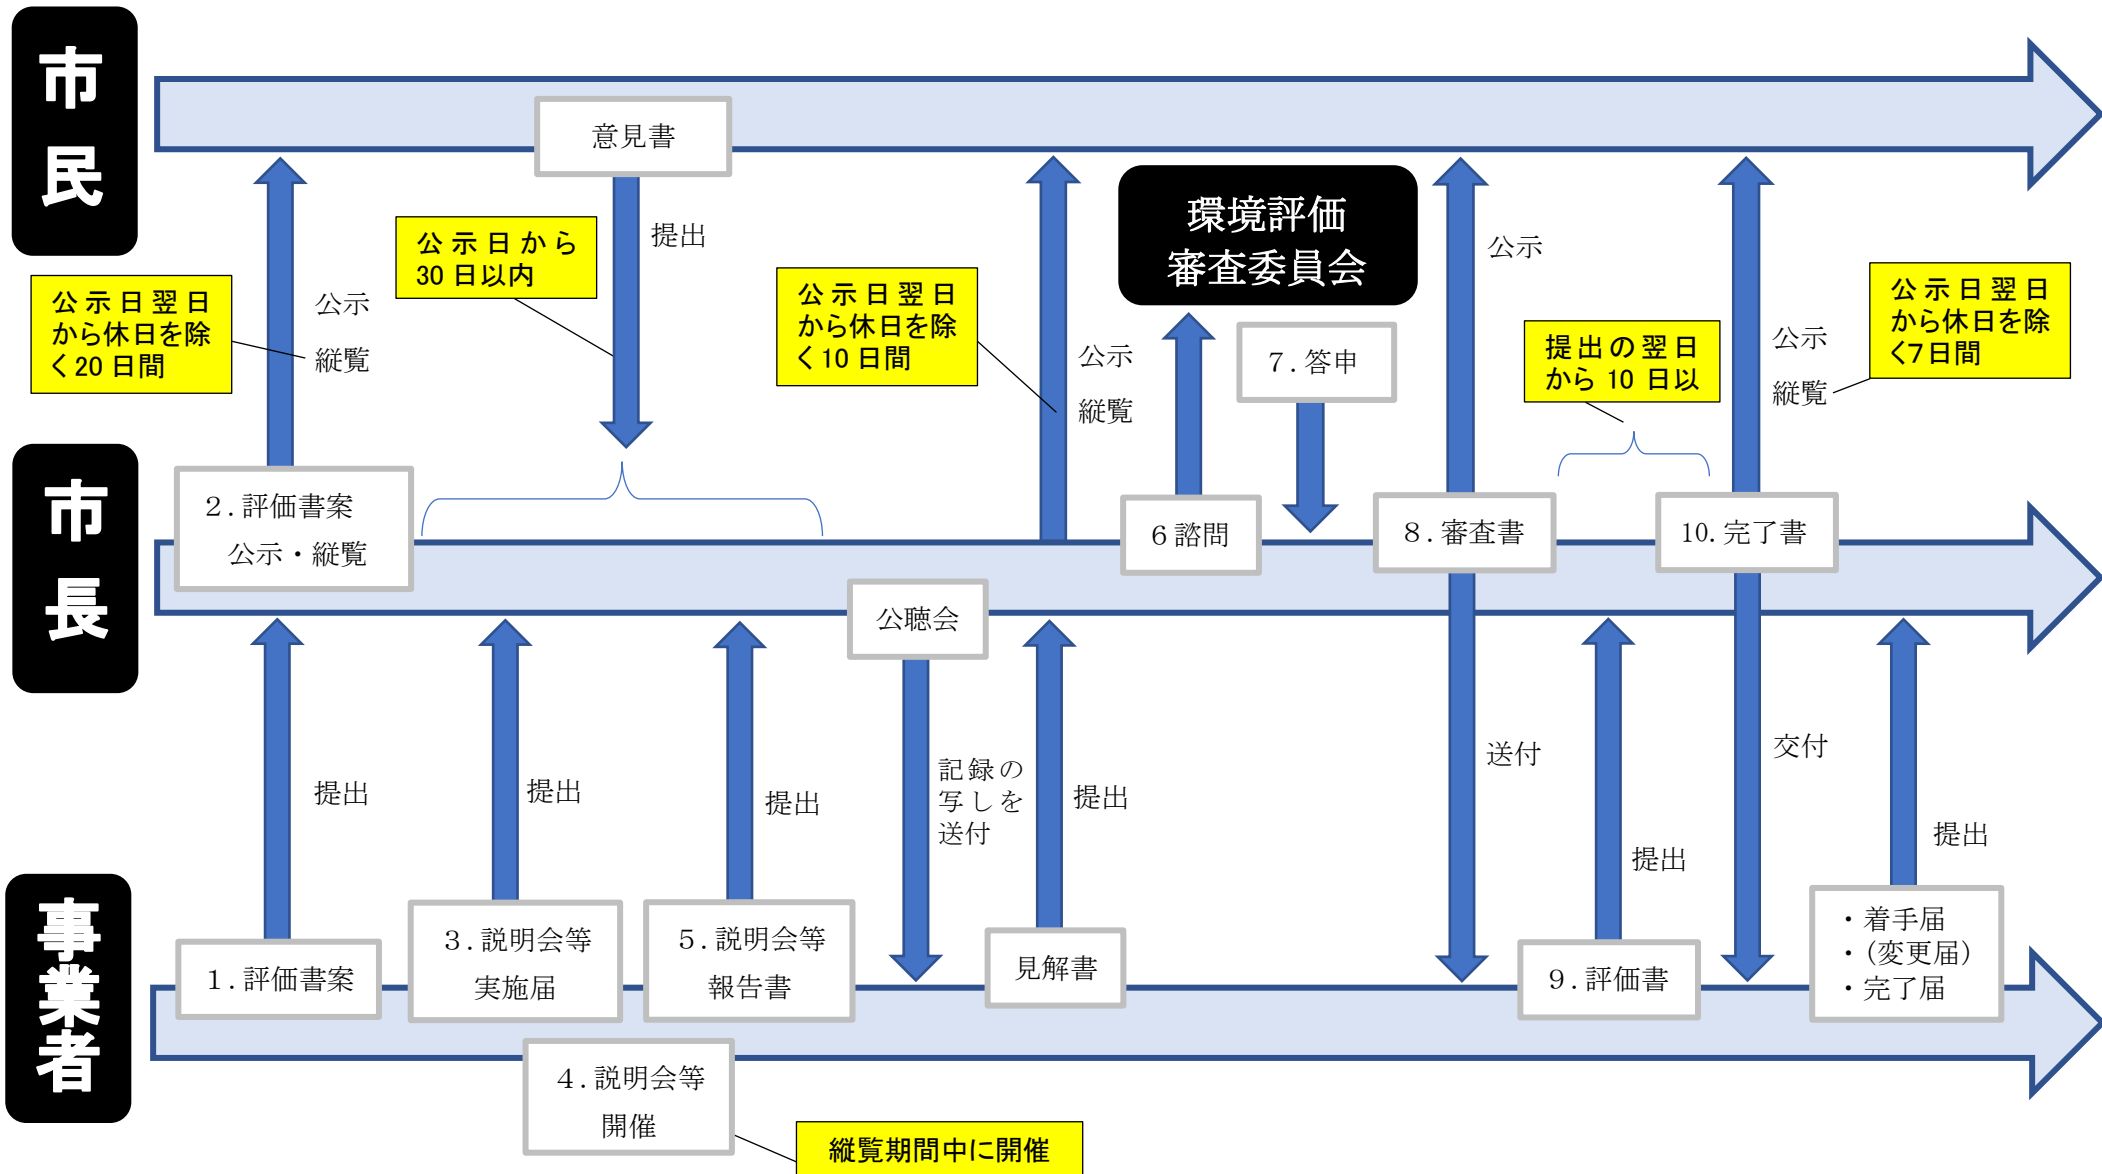 市民
意見書
提出
公示日から
30日以内
公示日翌日
から休日を除
く20日間
公示
縦覧
公示日翌日
から休日を除
く10日間
公示
縦覧
環境評価
審査委員会
7.答申
公示
提出の翌日
から10日以
公示
縦覧
公示日翌日
から休日を除
く7日間
市長
2.評価書案
公示・縦覧
6諮問
8.審査書
10.完了書
公聴会
提出
提出
提出
記録の
写しを
送付
提出
送付
提出
交付
提出
事業者
1.評価書案
3.説明会等
実施届
5.説明会等
報告書
見解書
9.評価書
・着手届
・(変更届)
・完了届
4.説明会等
開催
縦覧期間中に開催